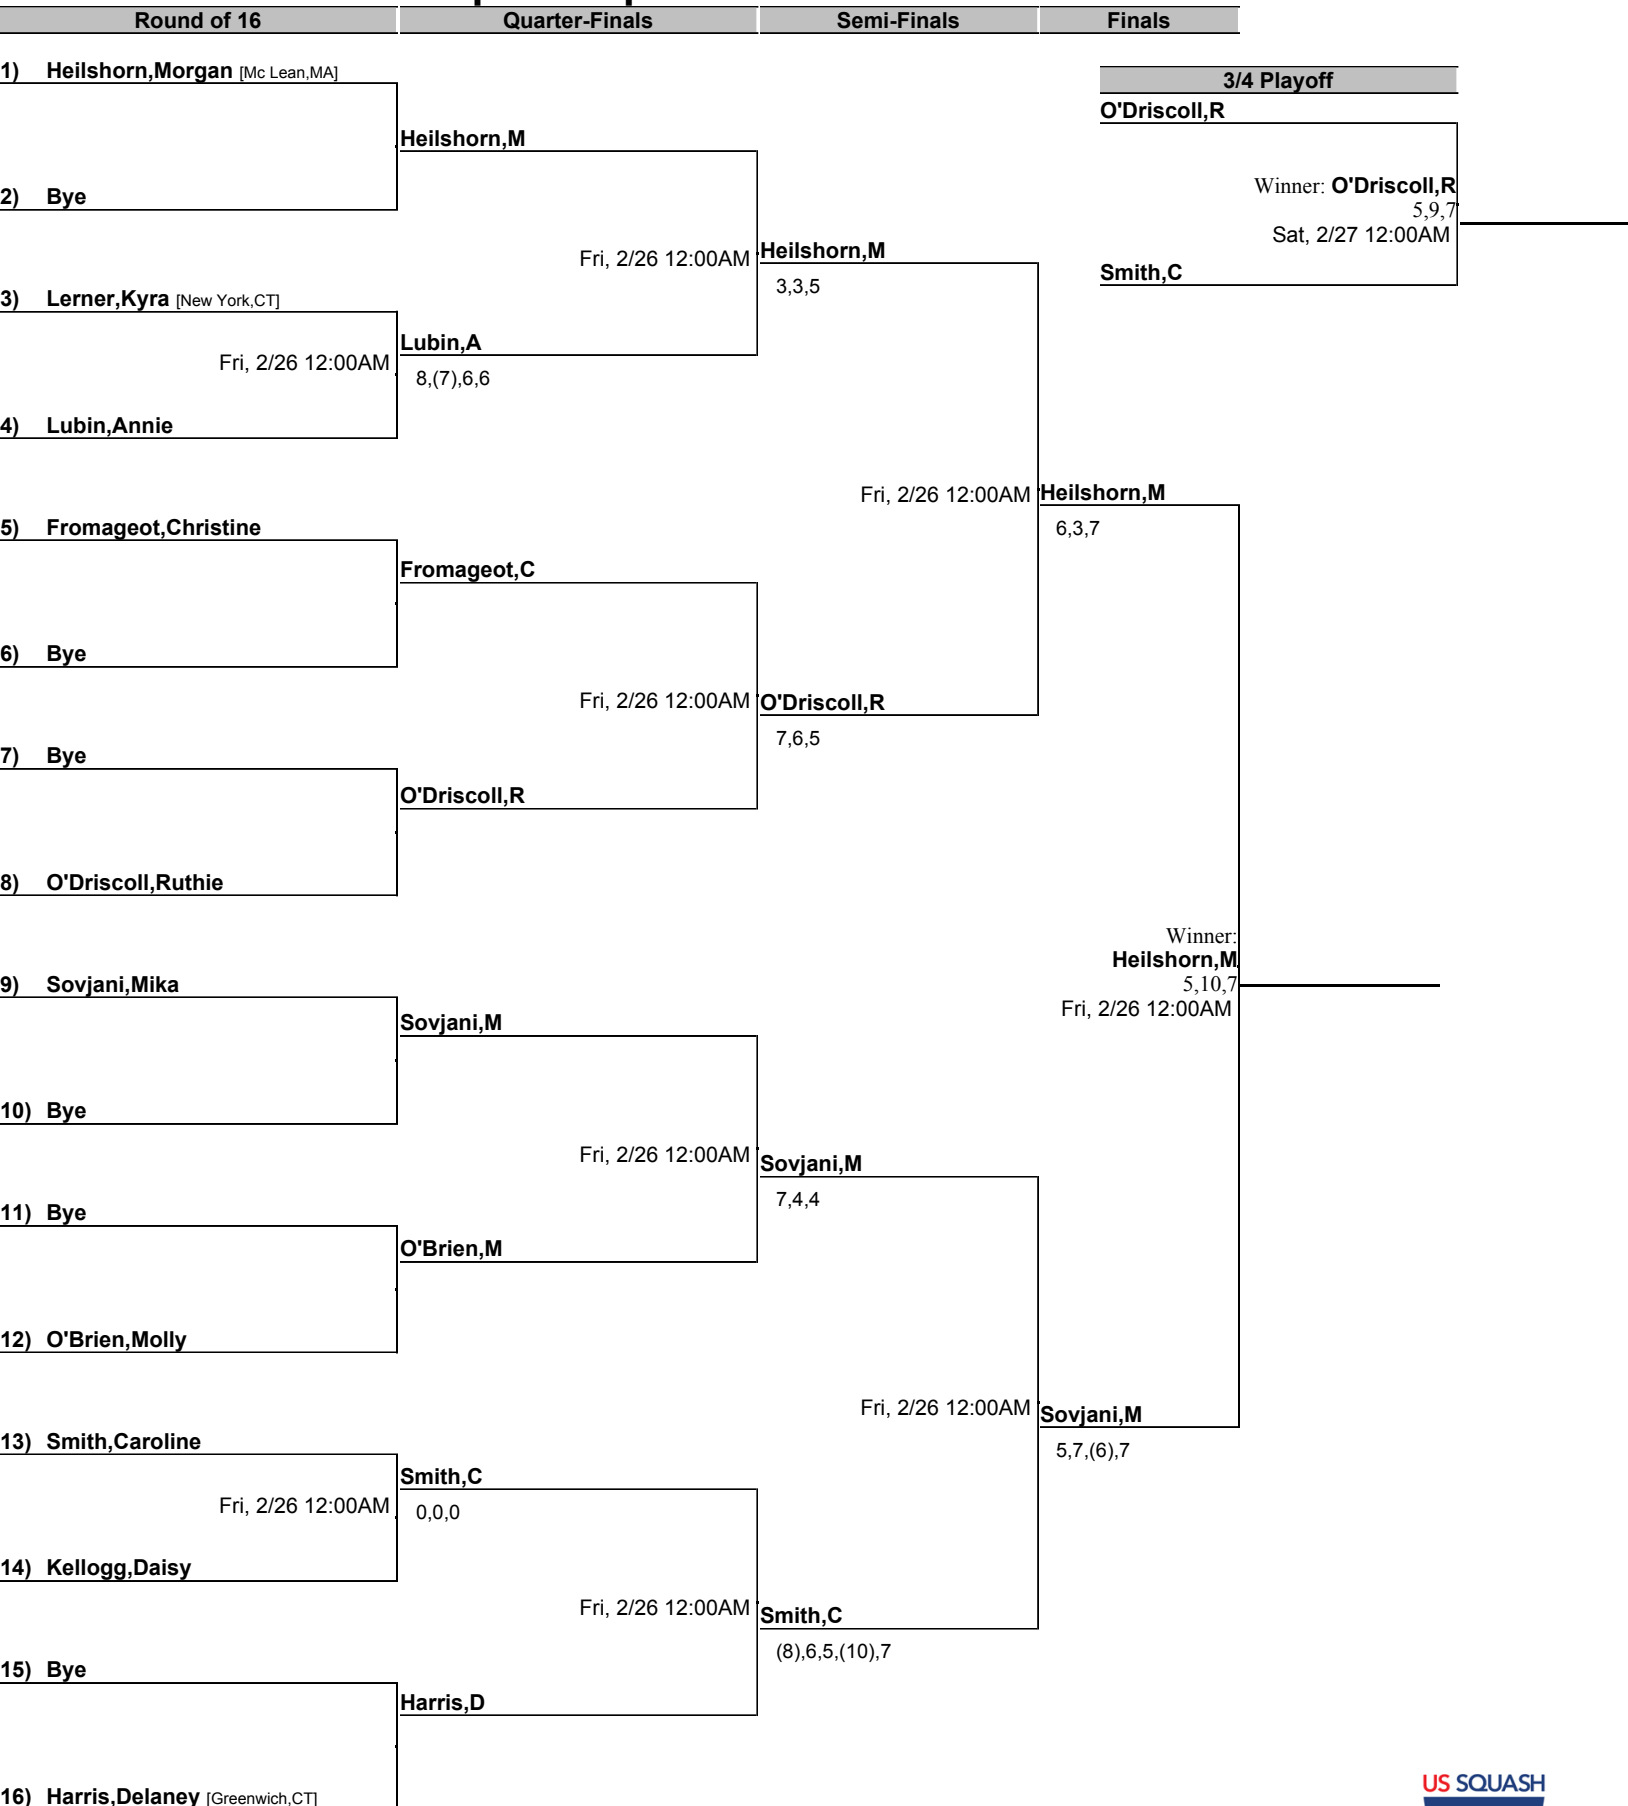 Round of 16
Quarter-Finals
Semi-Finals
Finals
1) Heilshorn,Morgan [Mc Lean,MA]
3/4 Playoff
O'Driscoll,R
Heilshorn,M
Winner: O'Driscoll,R
2) Bye
5,9,7
Sat, 2/27 12:00AM
Fri, 2/26 12:00AM
Heilshorn,M
Smith,C
3,3,5
3) Lerner,Kyra [New York,CT]
Lubin,A
Fri, 2/26 12:00AM
8,(7),6,6
4) Lubin,Annie
Fri, 2/26 12:00AM
Heilshorn,M
6,3,7
5) Fromageot,Christine
Fromageot,C
6) Bye
Fri, 2/26 12:00AM
O'Driscoll,R
7,6,5
7) Bye
O'Driscoll,R
8) O'Driscoll,Ruthie
Winner:
Heilshorn,M
5,10,7
Fri, 2/26 12:00AM
9) Sovjani,Mika
Sovjani,M
10) Bye
Fri, 2/26 12:00AM
Sovjani,M
7,4,4
11) Bye
O'Brien,M
12) O'Brien,Molly
Fri, 2/26 12:00AM
Sovjani,M
5,7,(6),7
13) Smith,Caroline
Smith,C
Fri, 2/26 12:00AM
0,0,0
14) Kellogg,Daisy
Fri, 2/26 12:00AM
Smith,C
(8),6,5,(10),7
15) Bye
Harris,D
16) Harris,Delaney [Greenwich,CT]
US SQUASH